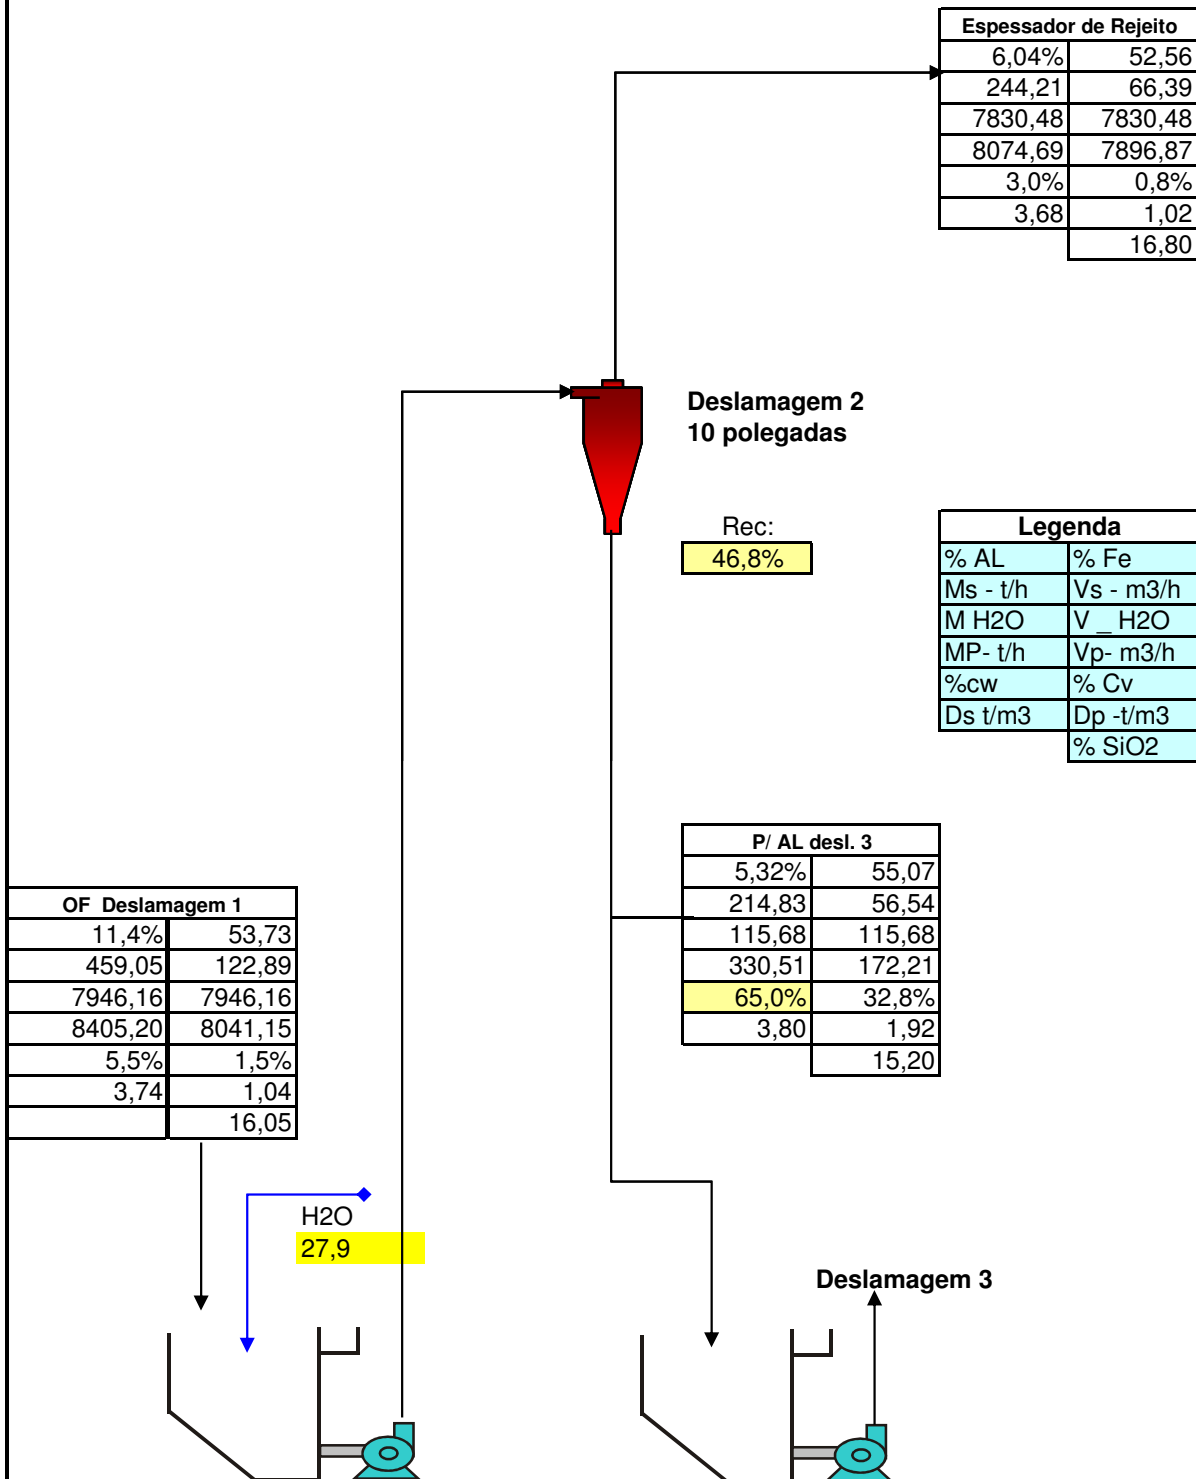 Espessador de Rejeito
6,04% 52,56
244,21 66,39
7830,48 7830,48
8074,69 7896,87
3,0% 0,8%
3,68 1,02
16,80
Deslamagem 2
10 polegadas
Rec:
46,8%
Legenda
% AL % Fe
Ms - t/h Vs - m3/h
M H2O V _ H2O
MP- t/h Vp- m3/h
%cw % Cv
Ds t/m3 Dp -t/m3
% SiO2
P/ AL desl. 3
5,32% 55,07
214,83 56,54
115,68 115,68
330,51 172,21
65,0% 32,8%
3,80 1,92
15,20
OF Deslamagem 1
11,4% 53,73
459,05 122,89
7946,16 7946,16
8405,20 8041,15
5,5% 1,5%
3,74 1,04
16,05
H2O
27,9
Deslamagem 3